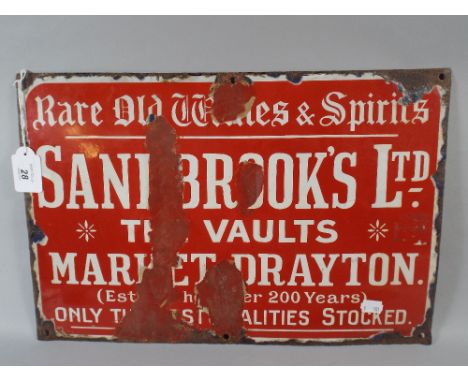 Rare Old Wines & Spirits
SANDBROOK'S LTD
THE VAULTS
MARKET DRAYTON.
(Est over 200 Years)
ONLY THE BEST QUALITIES STOCKED.
28